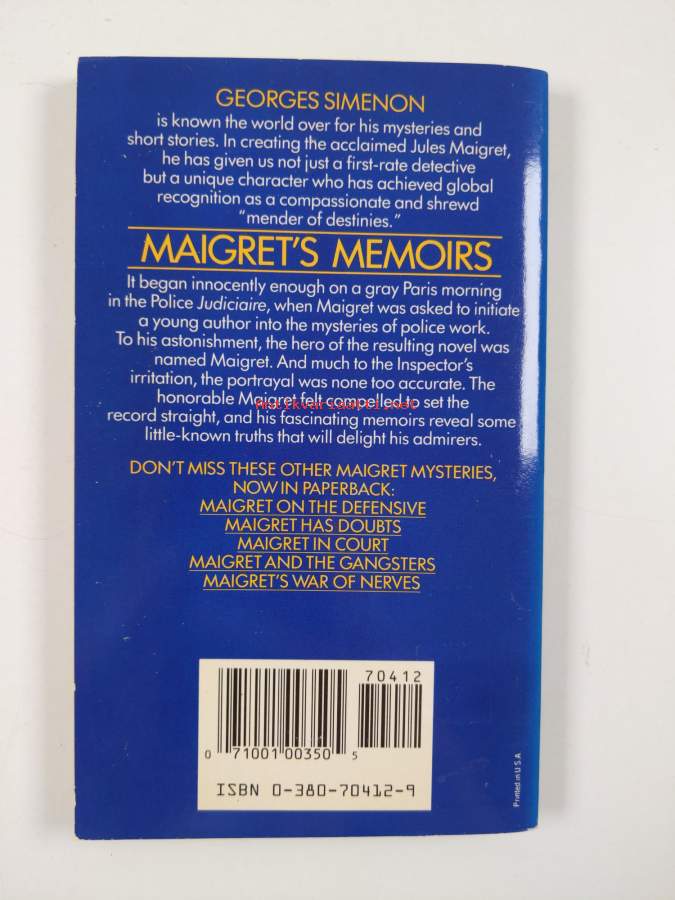 GEORGES SIMENON
is known the world over for his mysteries and
short stories. In creating the acclaimed Jules Maigret,
he has given us not just a first-rate detective
but a unique character who has achieved global
recognition as a compassionate and shrewd
“mender of destinies.”
MAIGRET'S MEMOIRS
It began innocently enough on a gray Paris morning
in the Police Judiciaire, when Maigret was asked to initiate
a young author into the mysteries of police work.
To his astonishment, the hero of the resulting novel was
named Maigret. And much to the Inspector's
irritation, the portrayal was none too accurate. The
honorable Maigret felt compelled to set the
Antikvariaatti.net
record straight, and his fascinating memoirs reveal some
little-known truths that will delight his admirers.
DON'T MISS THESE OTHER MAIGRET MYSTERIES,
NOW IN PAPERBACK:
MAIGRET ON THE DEFENSIVE
MAIGRET HAS DOUBTS
MAIGRET IN COURT
MAIGRET AND THE GANGSTERS
MAIGRET'S WAR OF NERVES
70412
0 71001 00350 5
ISBN 0-380-70412-9
Printed in U.S.A.